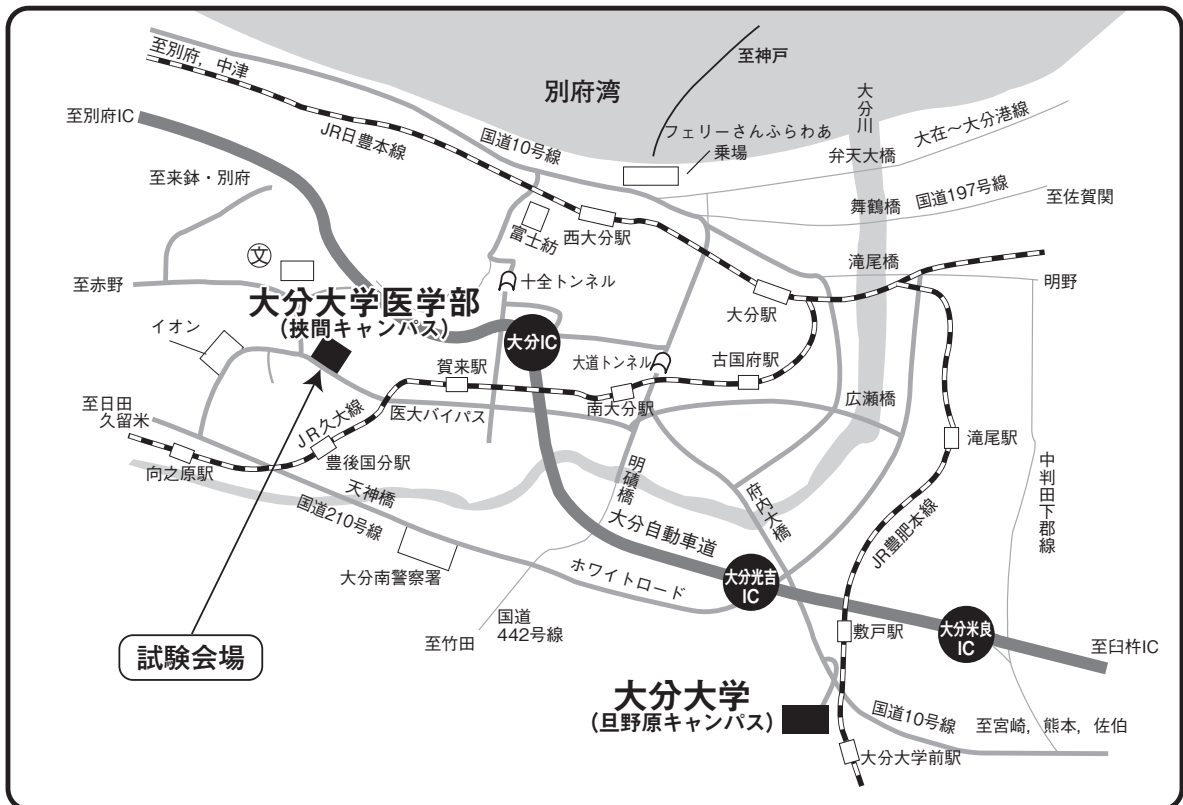 至別府，中津
至神戸
別府湾
大分川
至別府IC
JR日豊本線
国道10号線
フェリーさんふらわあ
乗場
大在～大分港線
弁天大橋
至来鉢・別府
舞鶴橋
国道197号線
至佐賀関
富士紡
西大分駅
文
滝尾橋
至赤野
十全トンネル
明野
大分大学医学部
(挾間キャンパス)
大分駅
イオン
大分IC
賀来駅
大道トンネル
古国府駅
至日田
久留米
JR久大線
医大バイパス
南大分駅
広瀬橋
滝尾駅
向之原駅
豊後国分駅
明磧橋
中判田下郡線
天神橋
国道210号線
府内大橋
大分自動車道
JR豊肥本線
大分南警察署
ホワイトロード
大分光吉
IC
国道
442号線
至竹田
敷戸駅
大分米良
IC
至臼杵IC
試験会場
大分大学
(旦野原キャンパス)
国道10号線
至宮崎，熊本，佐伯
大分大学前駅